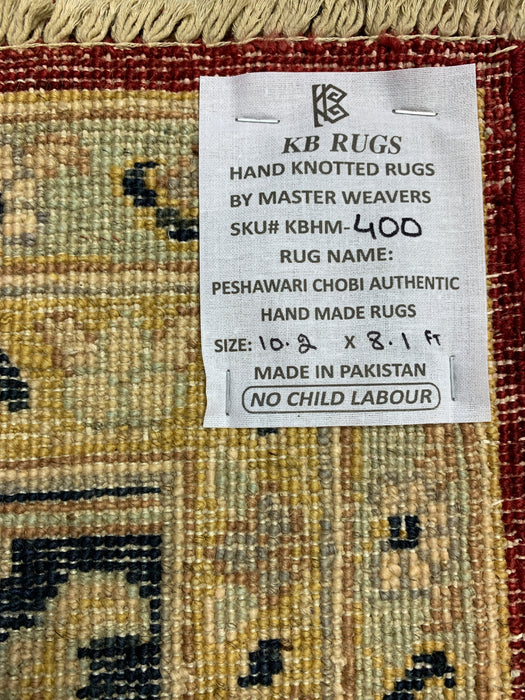 KB RUGS
HAND KNOTTED RUGS
BY MASTER WEAVERS
SKU# KBHM-400
RUG NAME:
PESHAWARI CHOBI AUTHENTIC
HAND MADE RUGS
SIZE: 10.2 X 8.1 FT
MADE IN PAKISTAN
NO CHILD LABOUR